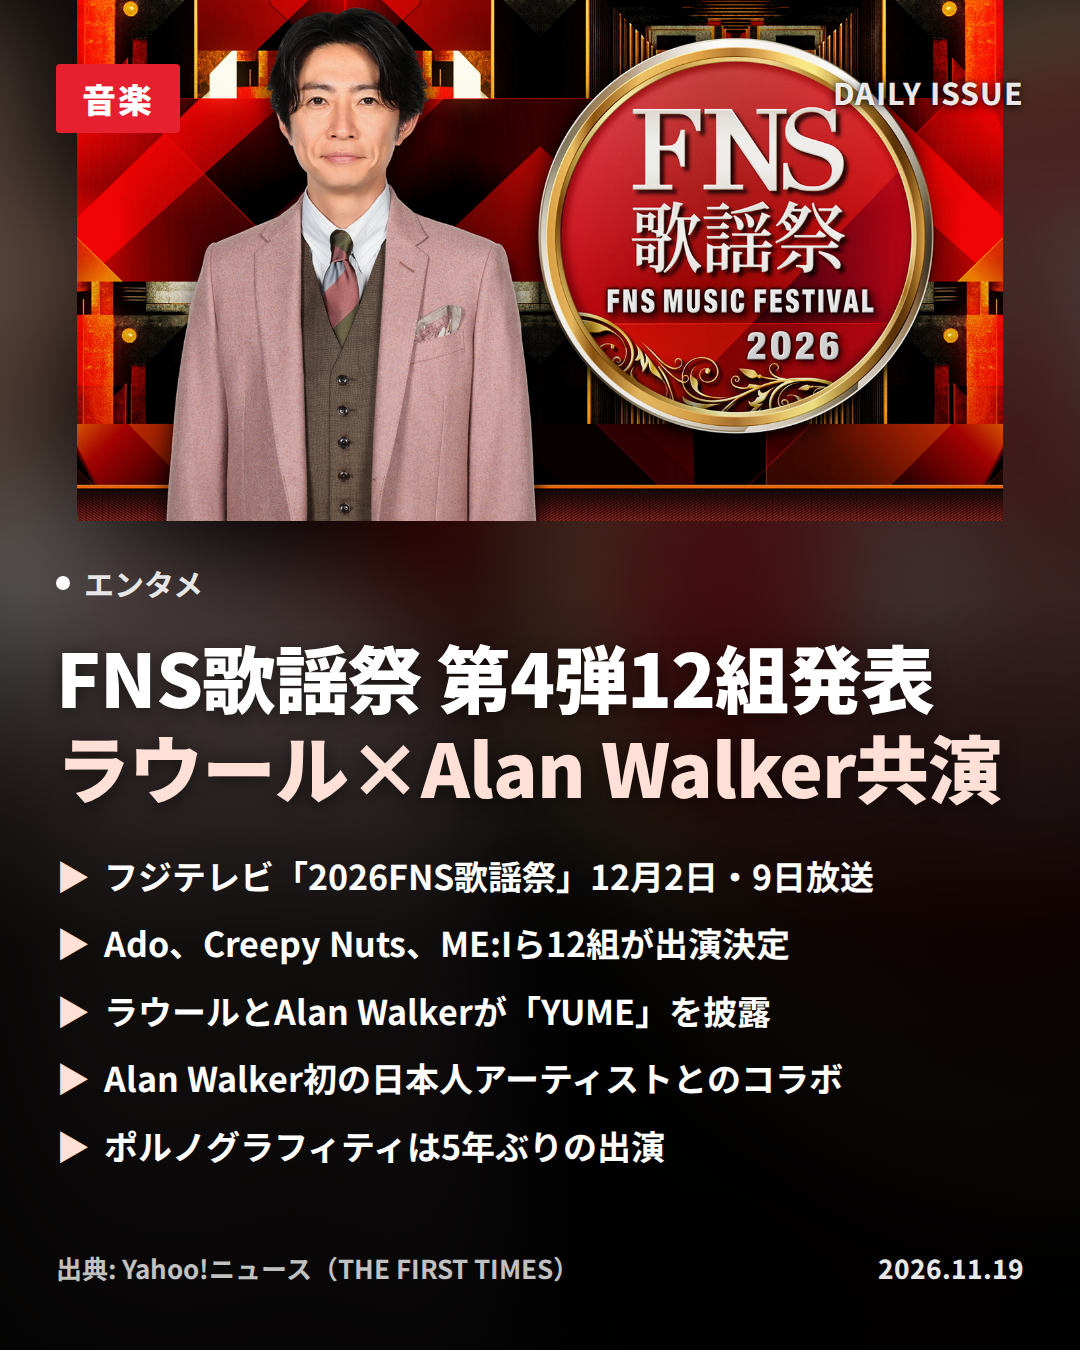 音楽
DAILY ISSUE
FNS
歌謡祭
FNS MUSIC FESTIVAL
2026
エンタメ
FNS歌謡祭 第4弾12組発表
ラウール×Alan Walker共演
▶ フジテレビ「2026FNS歌謡祭」12月2日・9日放送
▶ Ado、Creepy Nuts、ME:Iら12組が出演決定
▶ ラウールとAlan Walkerが「YUME」を披露
▶ Alan Walker初の日本人アーティストとのコラボ
▶ ポルノグラフィティは5年ぶりの出演
出典: Yahoo!ニュース（THE FIRST TIMES）
2026.11.19